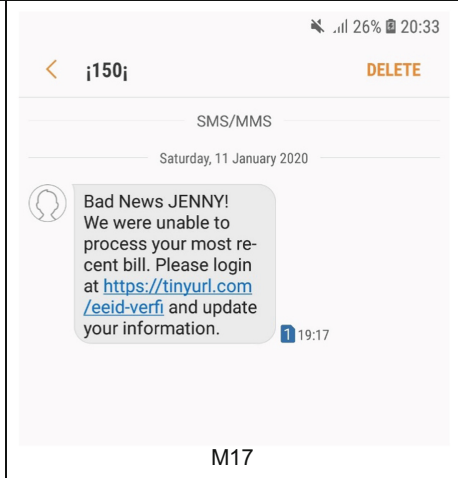 26% 20:33
¡150¡
DELETE
SMS/MMS
Saturday, 11 January 2020
Bad News JENNY!
We were unable to
process your most re-
cent bill. Please login
at https://tinyurl.com
/eeid-verfi and update
your information.
1 19:17
M17